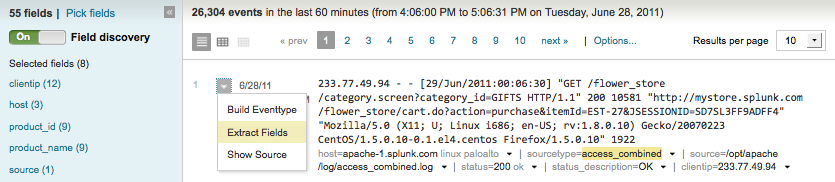 55 fields | Pick fields «
On Field discovery
Selected fields (8)
clientip (12)
host (3)
product_id (9)
product_name (9)
source (1)
26,304 events in the last 60 minutes (from 4:06:00 PM to 5:06:31 PM on Tuesday, June 28, 2011)
« prev 1 2 3 4 5 6 7 8 9 10 next » | Options... Results per page 10
1 6/28/11 233.77.49.94 - - [29/Jun/2011:00:06:30] "GET /flower_store
/category.screen?category_id=GIFTS HTTP/1.1" 200 10581 "http://mystore.splunk.com
/flower_store/cart.do?action=purchase&itemId=EST-27&JSESSIONID=SD7SL3FF9ADFF4"
"Mozilla/5.0 (X11; U; Linux i686; en-US; rv:1.8.0.10) Gecko/20070223
CentOS/1.5.0.10-0.1.el4.centos Firefox/1.5.0.10" 1922
host=apache-1.splunk.com linux paloalto | sourcetype=access_combined | source=/opt/apache
/log/access_combined.log | status=200 ok | status_description=OK | clientip=233.77.49.94
Build Eventtype
Extract Fields
Show Source